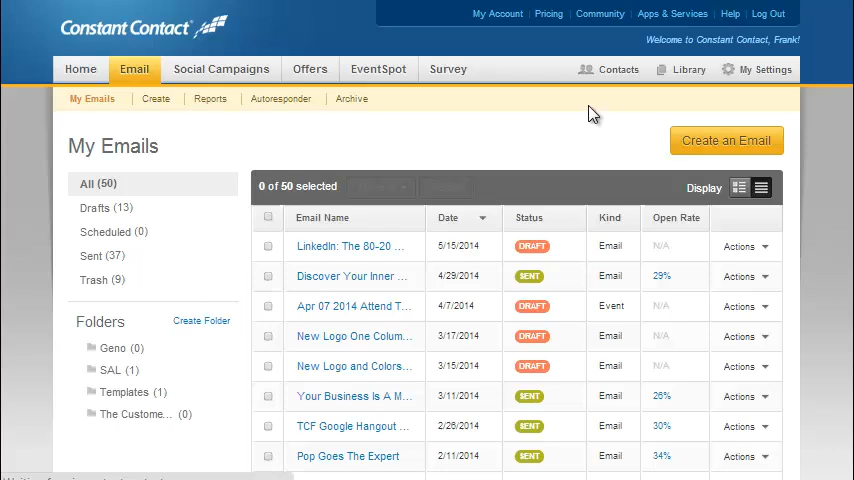 My Account | Pricing | Community | Apps & Services | Help | Log Out
Constant Contact
Welcome to Constant Contact, Frank!
Home Email Social Campaigns Offers EventSpot Survey Contacts Library My Settings
My Emails | Create | Reports | Autoresponder | Archive
My Emails
Create an Email
All (50)
Drafts (13)
Scheduled (0)
Sent (37)
Trash (9)
Folders Create Folder
Geno (0)
SAL (1)
Templates (1)
The Custome... (0)
0 of 50 selected Display
Email Name Date Status Kind Open Rate
LinkedIn: The 80-20 ... 5/15/2014 DRAFT Email N/A Actions
Discover Your Inner ... 4/29/2014 SENT Email 29% Actions
Apr 07 2014 Attend T... 4/7/2014 DRAFT Event N/A Actions
New Logo One Colum... 3/17/2014 DRAFT Email N/A Actions
New Logo and Colors... 3/15/2014 DRAFT Email N/A Actions
Your Business Is A M... 3/11/2014 SENT Email 26% Actions
TCF Google Hangout ... 2/26/2014 SENT Email 30% Actions
Pop Goes The Expert 2/11/2014 SENT Email 34% Actions